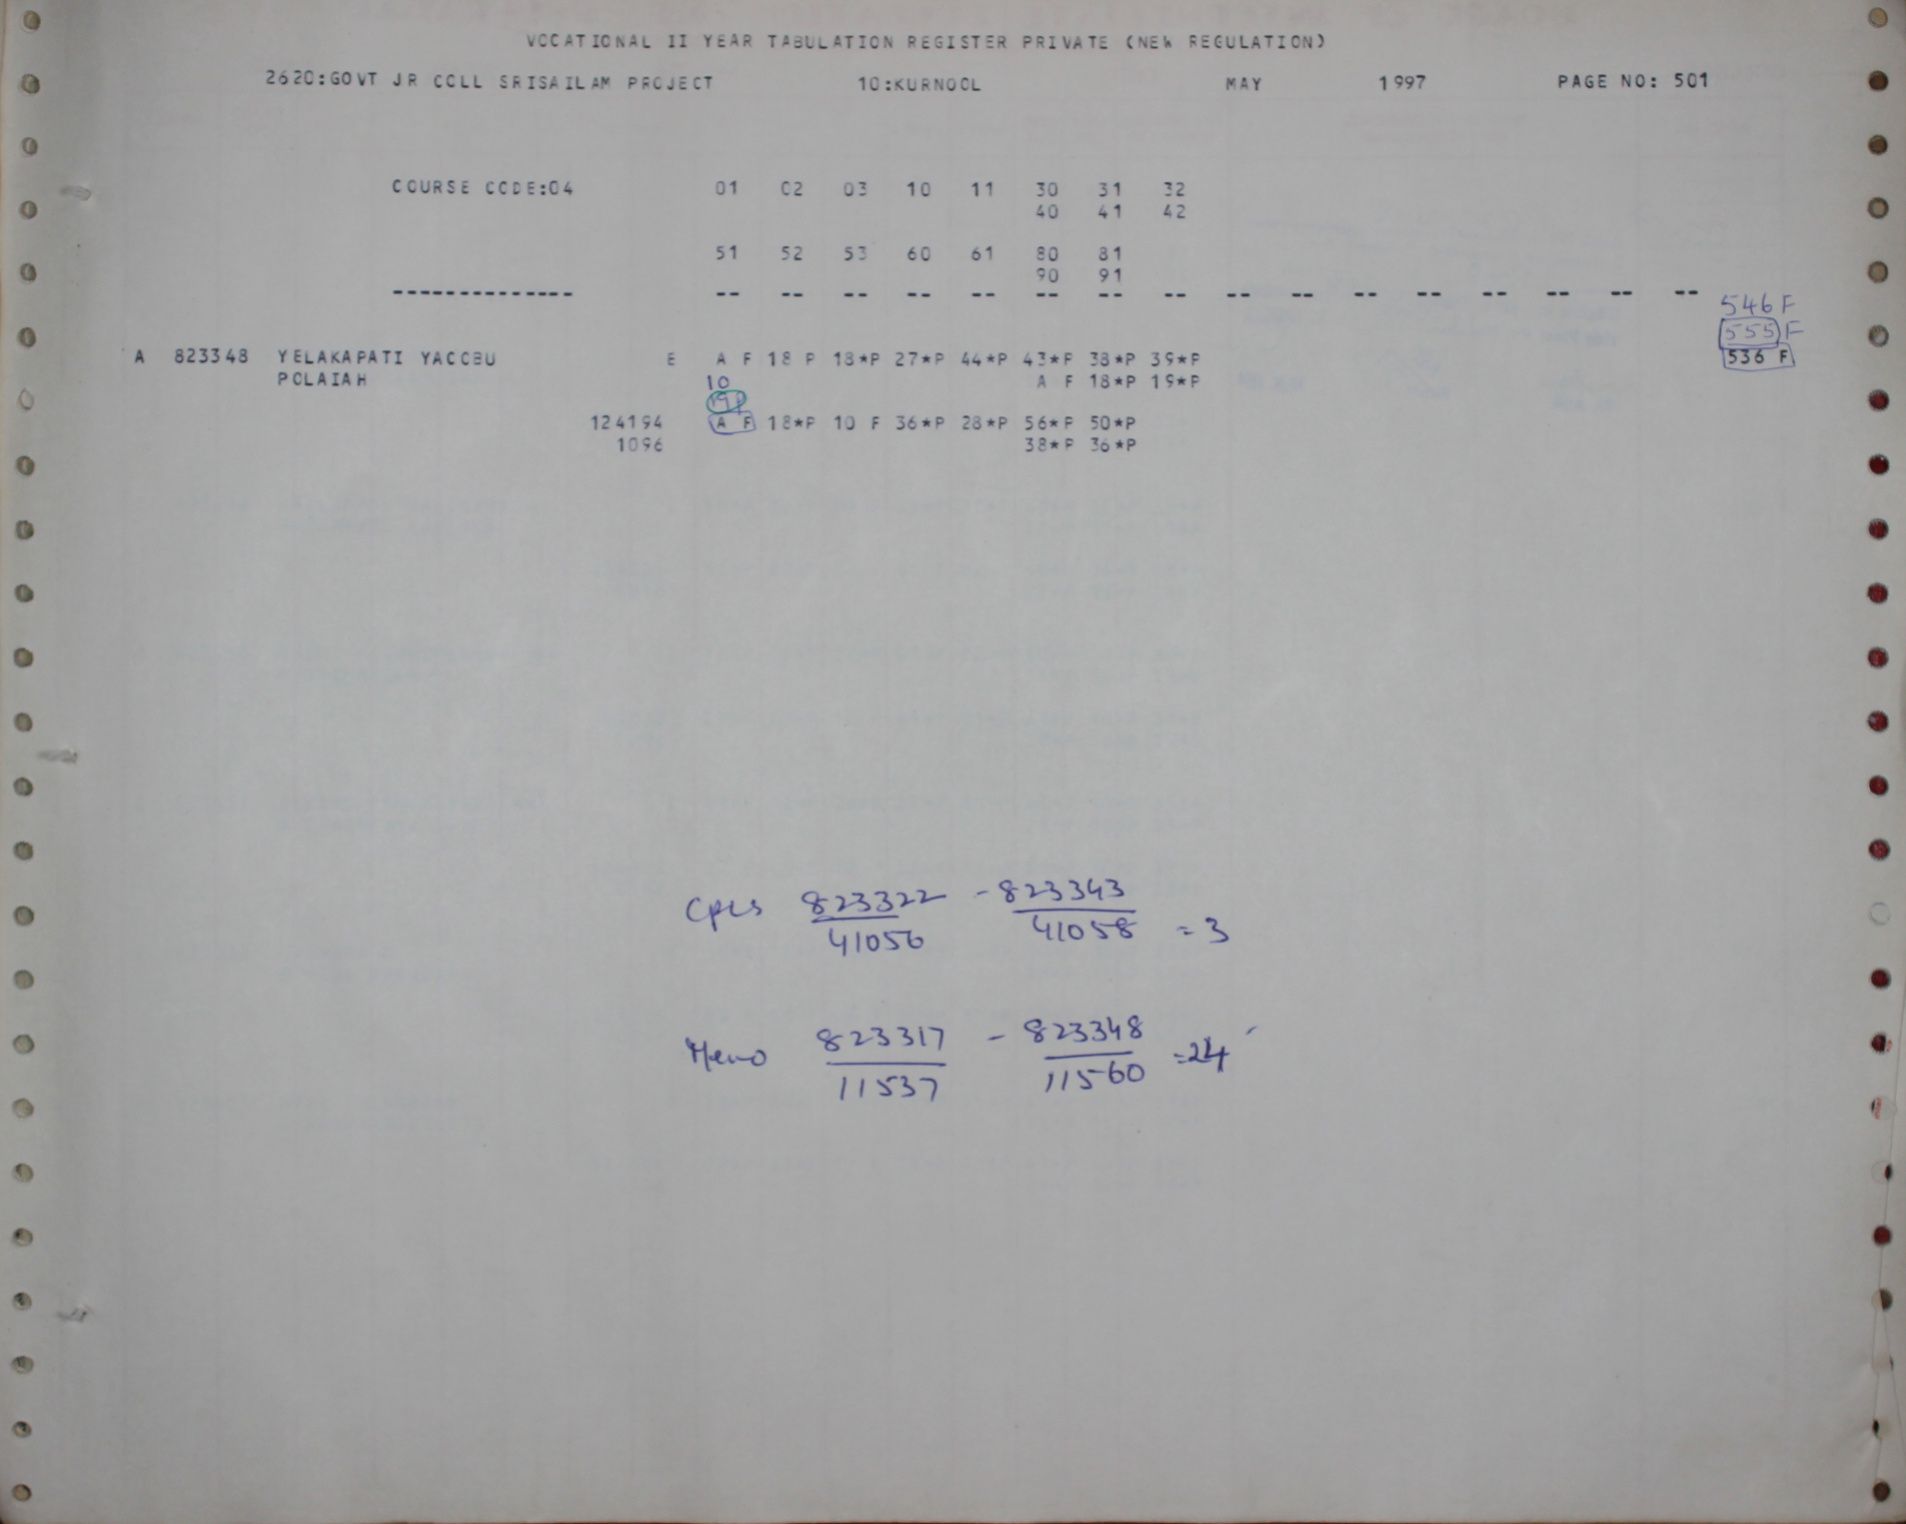 VOCATIONAL II YEAR TABULATION REGISTER PRIVATE (NEW REGULATION)
2620:GOVT JR COLL SRISAILAM PROJECT 10:KURNOOL MAY 1997 PAGE NO: 501
COURSE CODE:04 01 02 03 10 11 30 31 32
40 41 42
51 52 53 60 61 80 81
90 91
-------------- -- -- -- -- -- -- -- -- -- -- -- -- -- -- -- --
546 F
555 F
A 823348 YELAKAPATI YACCBU E A F 18 P 18*P 27*P 44*P 43*P 38*P 39*P 536 F
POLAIAH 10 A F 18*P 19*P
19P
124194 A F 18*P 10 F 36*P 28*P 56*P 50*P
1096 38*P 36*P
823322 - 823343
41056 41058 = 3
Memo 823317 - 823348
11537 11560 =24